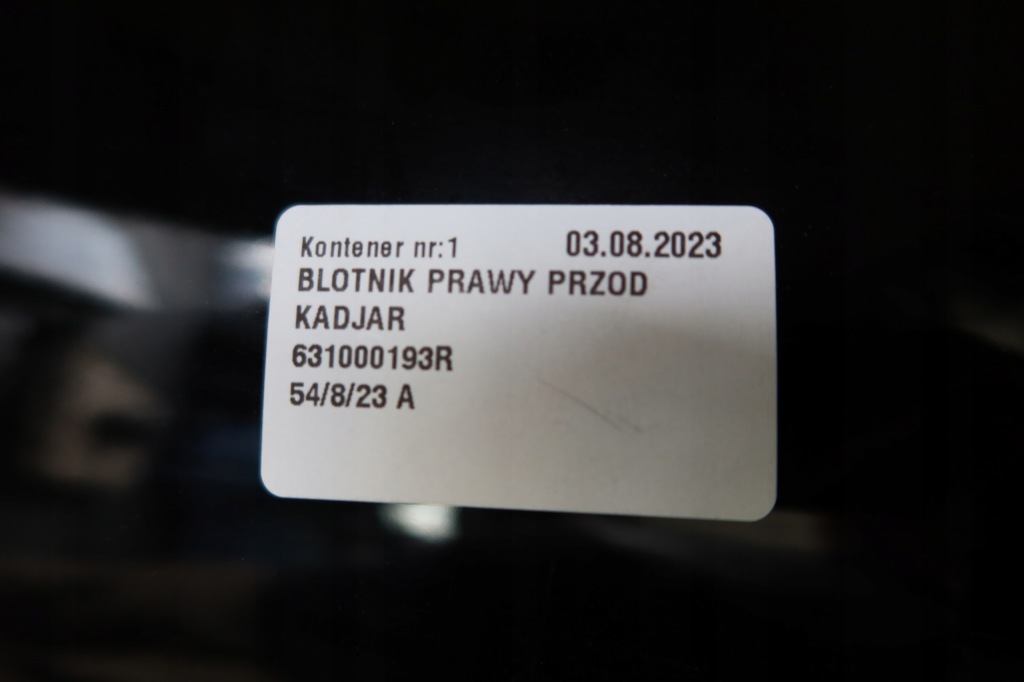 Kontener nr:1 03.08.2023
BLOTNIK PRAWY PRZOD
KADJAR
631000193R
54/8/23 A